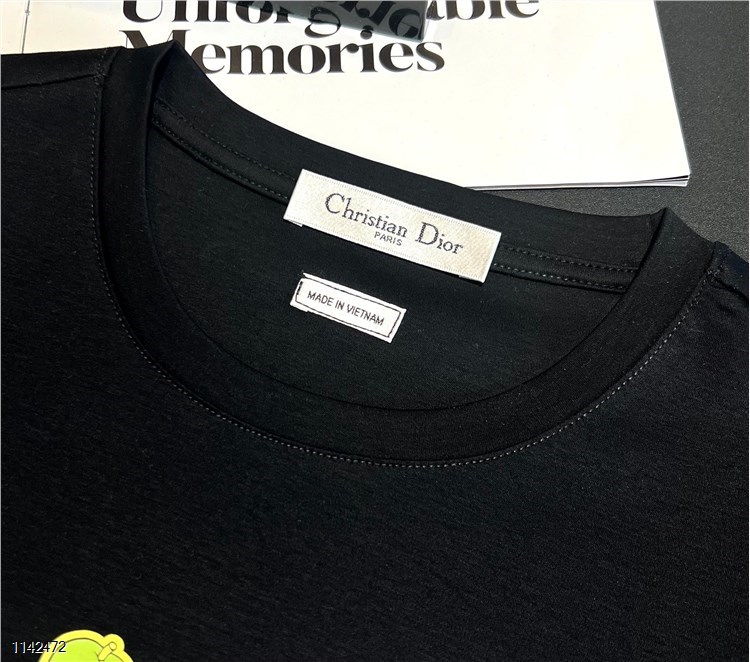 Memories
Christian Dior
PARIS
MADE IN VIETNAM
1142472